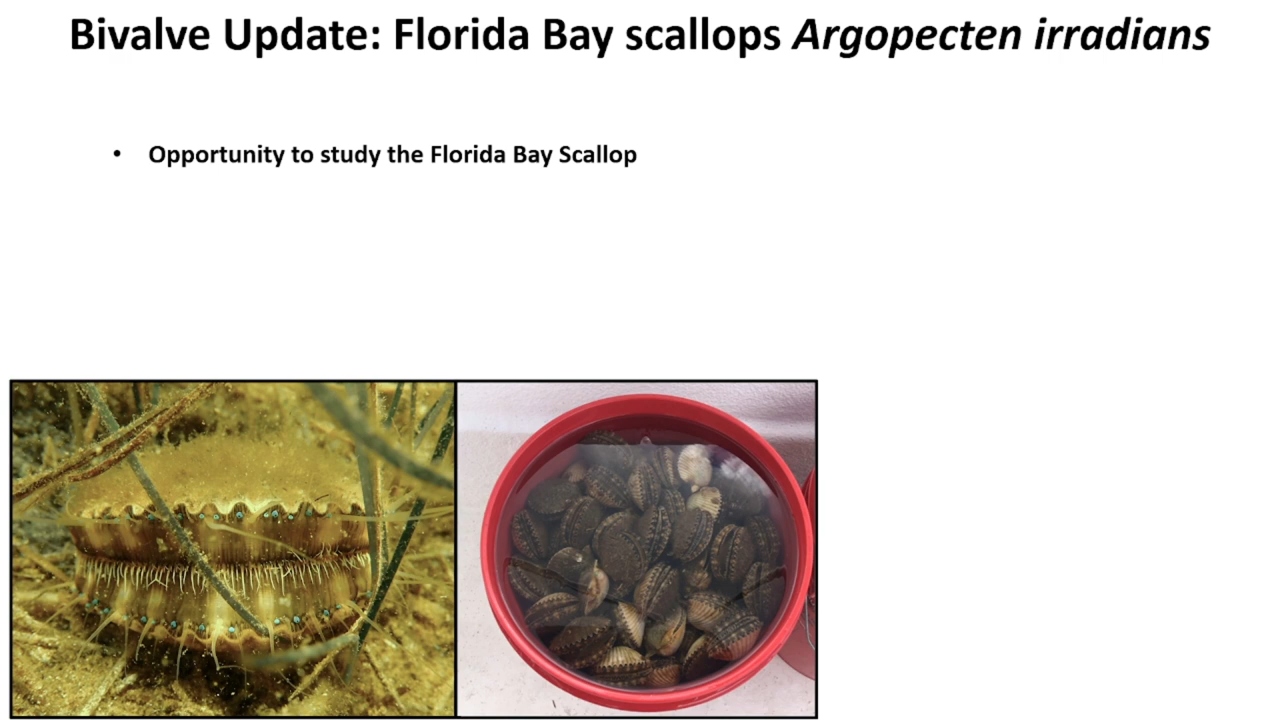 Bivalve Update: Florida Bay scallops Argopecten irradians
• Opportunity to study the Florida Bay Scallop